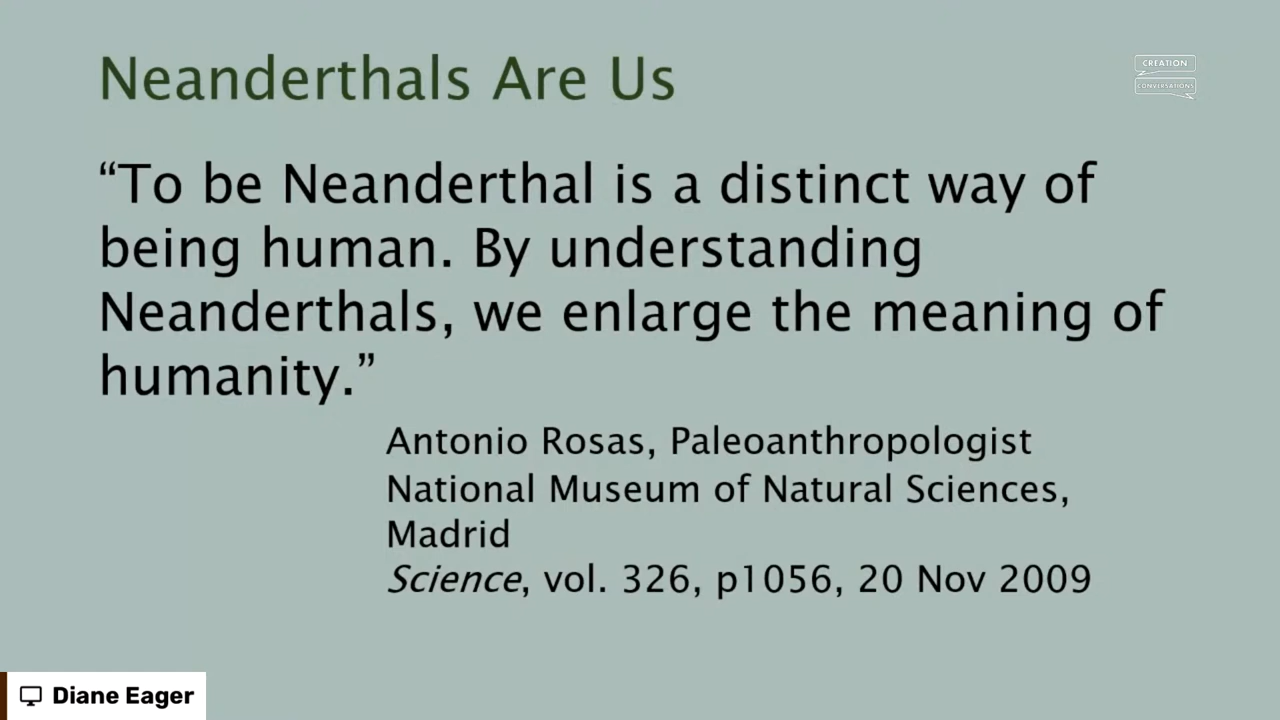 Neanderthals Are Us
CREATION
CONVERSATIONS
“To be Neanderthal is a distinct way of
being human. By understanding
Neanderthals, we enlarge the meaning of
humanity.”
Antonio Rosas, Paleoanthropologist
National Museum of Natural Sciences,
Madrid
Science, vol. 326, p1056, 20 Nov 2009
Diane Eager